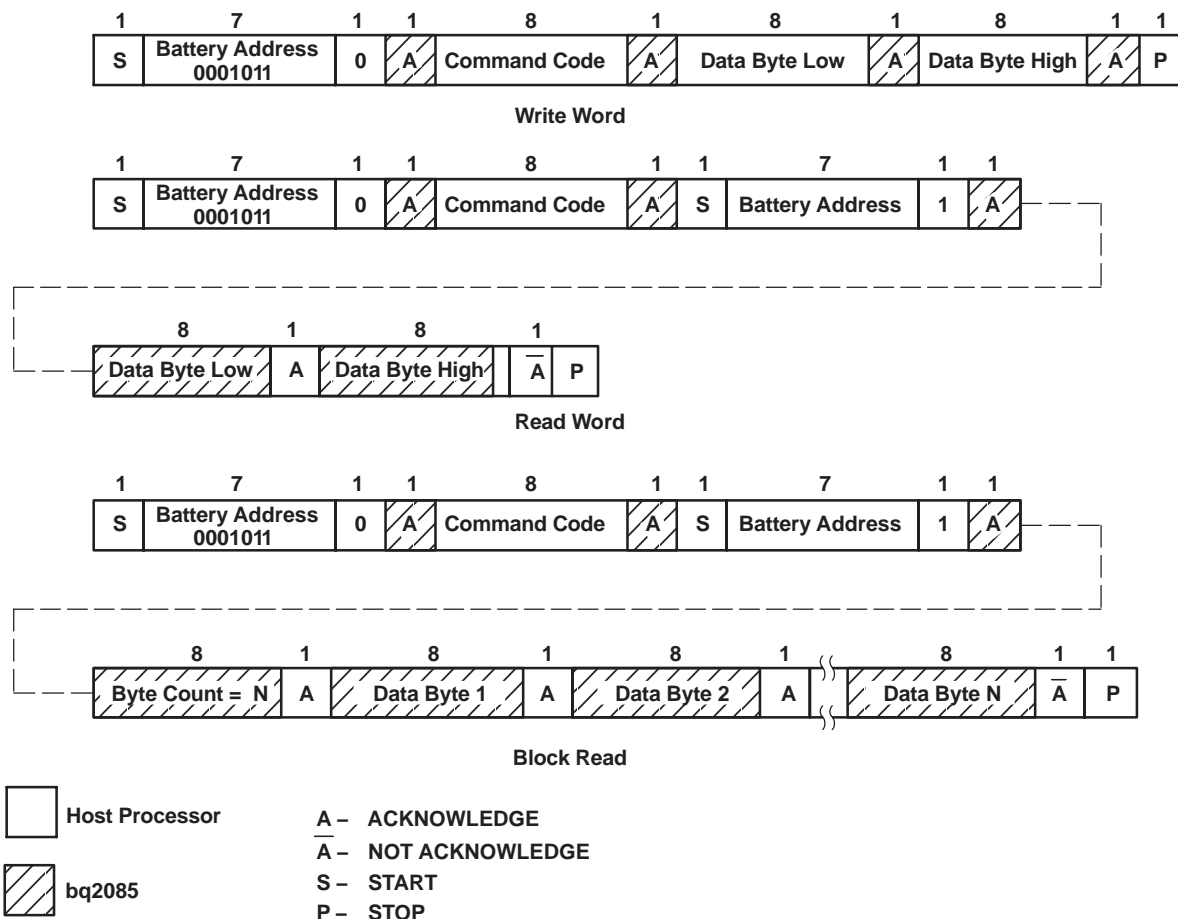 1 7 1 1 8 1 8 1 8 1 1
S Battery Address 0 A Command Code A Data Byte Low A Data Byte High A P
0001011
Write Word
1 7 1 1 8 1 1 7 1 1
S Battery Address 0 A Command Code A S Battery Address 1 A
0001011
8 1 8 1
Data Byte Low A Data Byte High A̅ P
Read Word
1 7 1 1 8 1 1 7 1 1
S Battery Address 0 A Command Code A S Battery Address 1 A
0001011
8 1 8 1 8 1 8 1 1
Byte Count = N A Data Byte 1 A Data Byte 2 A Data Byte N A̅ P
Block Read
Host Processor
bq2085
A – ACKNOWLEDGE
A̅ – NOT ACKNOWLEDGE
S – START
P – STOP